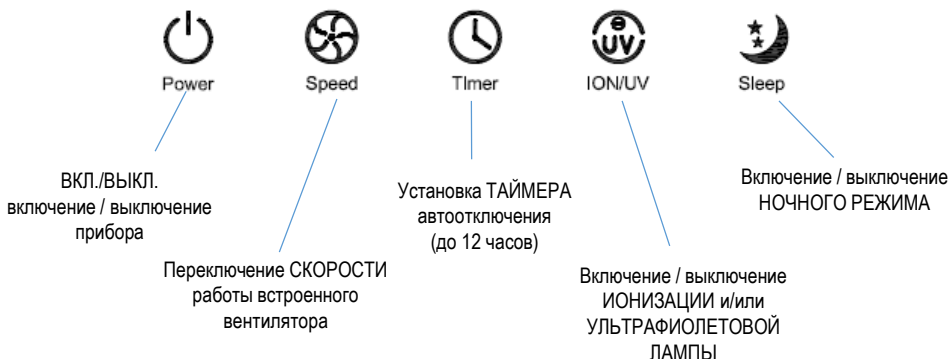 UV
Power
Speed
TImer
ION/UV
Sleep
ВКЛ./ВЫКЛ.
включение / выключение
прибора
Переключение СКОРОСТИ
работы встроенного
вентилятора
Установка ТАЙМЕРА
автоотключения
(до 12 часов)
Включение / выключение
ИОНИЗАЦИИ и/или
УЛЬТРАФИОЛЕТОВОЙ
ЛАМПЫ
Включение / выключение
НОЧНОГО РЕЖИМА